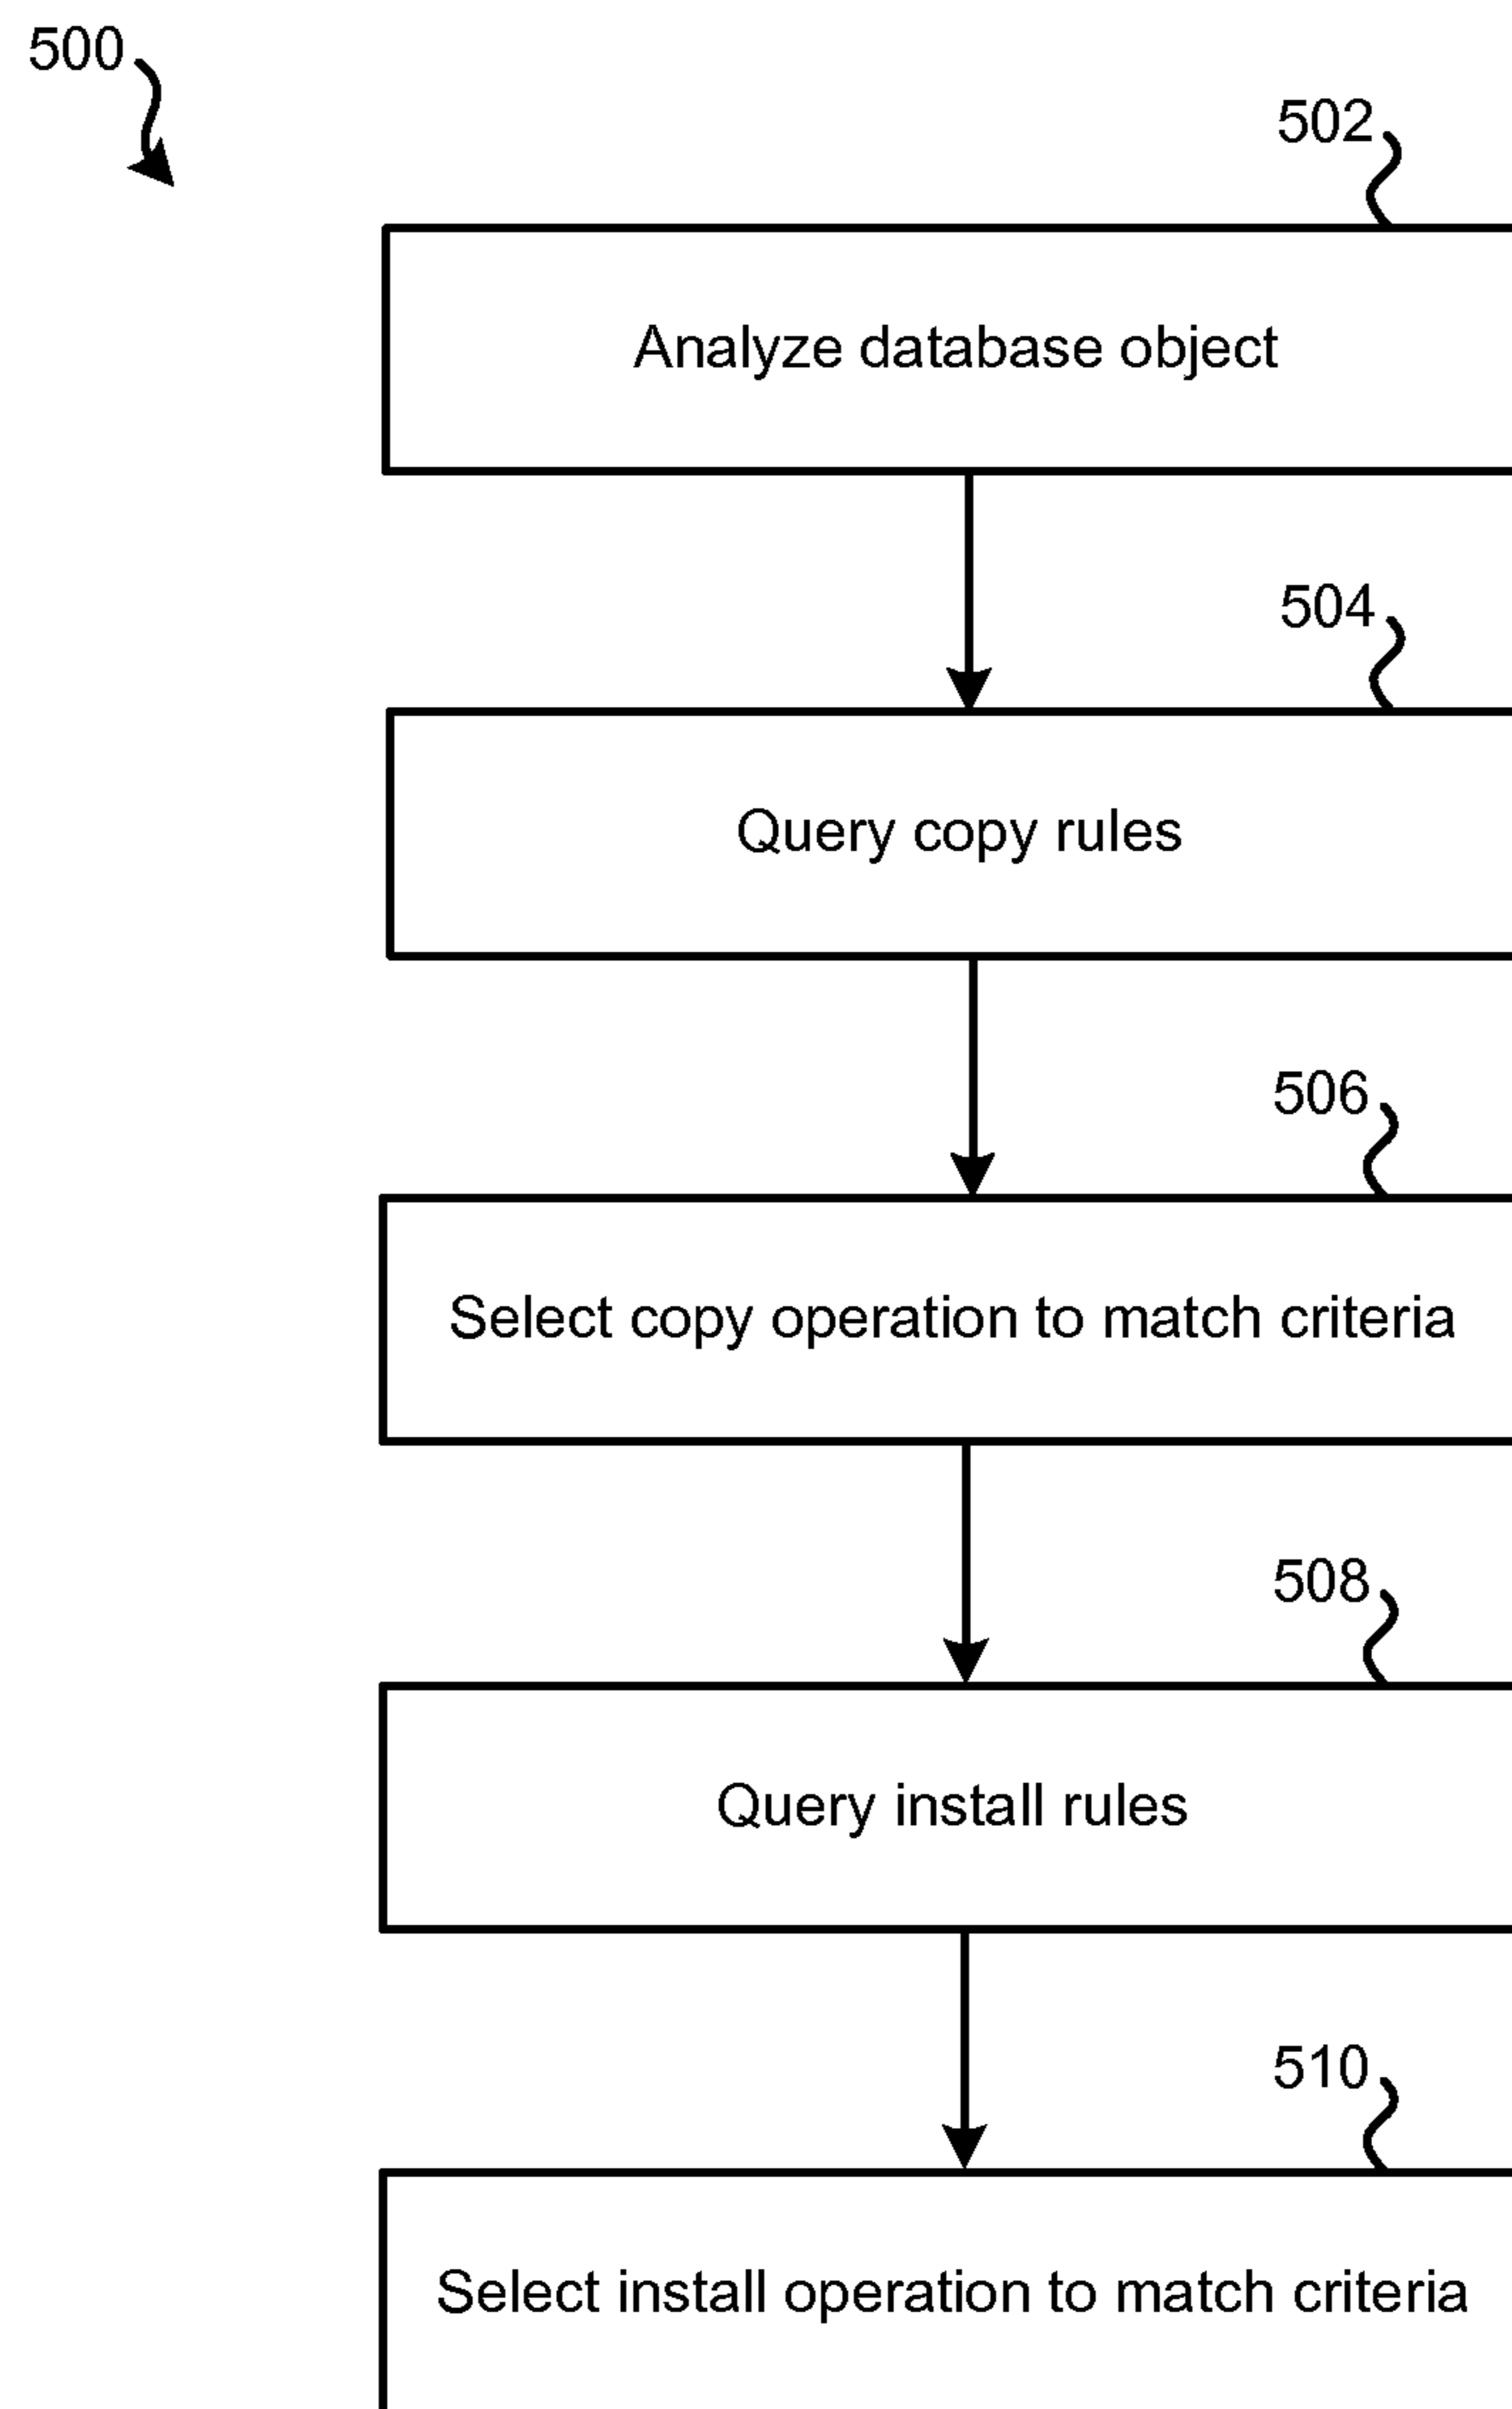 500
502
Analyze database object
504
Query copy rules
506
Select copy operation to match criteria
508
Query install rules
510
Select install operation to match criteria